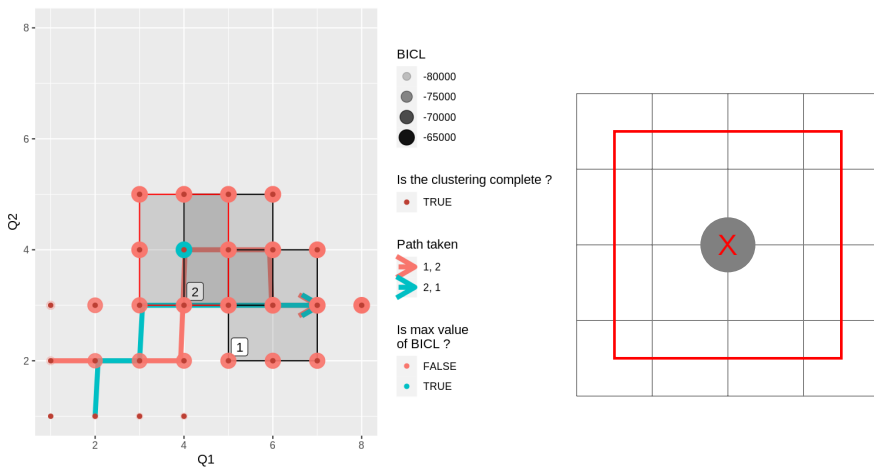 8
6
4
2
Q2
2
1
2
4
6
8
Q1
BICL
-80000
-75000
-70000
-65000
Is the clustering complete ?
TRUE
Path taken
1, 2
2, 1
Is max value
of BICL ?
FALSE
TRUE
X